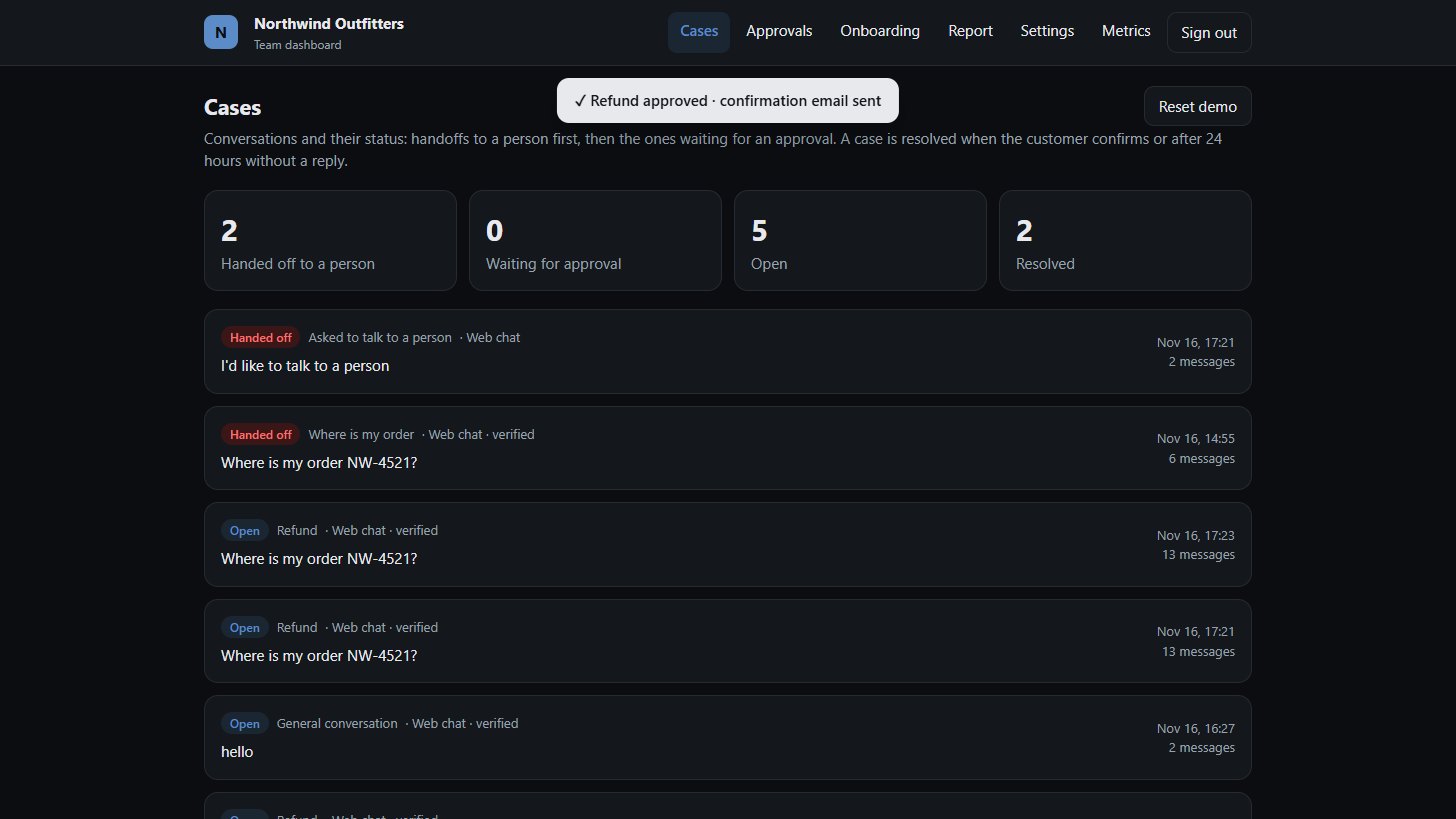 N
Northwind Outfitters
Team dashboard
Cases
Approvals
Onboarding
Report
Settings
Metrics
Sign out
✓ Refund approved · confirmation email sent
Cases
Reset demo
Conversations and their status: handoffs to a person first, then the ones waiting for an approval. A case is resolved when the customer confirms or after 24
hours without a reply.
2
Handed off to a person
0
Waiting for approval
5
Open
2
Resolved
Handed off Asked to talk to a person · Web chat
I'd like to talk to a person
Nov 16, 17:21
2 messages
Handed off Where is my order · Web chat · verified
Where is my order NW-4521?
Nov 16, 14:55
6 messages
Open Refund · Web chat · verified
Where is my order NW-4521?
Nov 16, 17:23
13 messages
Open Refund · Web chat · verified
Where is my order NW-4521?
Nov 16, 17:21
13 messages
Open General conversation · Web chat · verified
hello
Nov 16, 16:27
2 messages
Open Refund · Web chat · verified